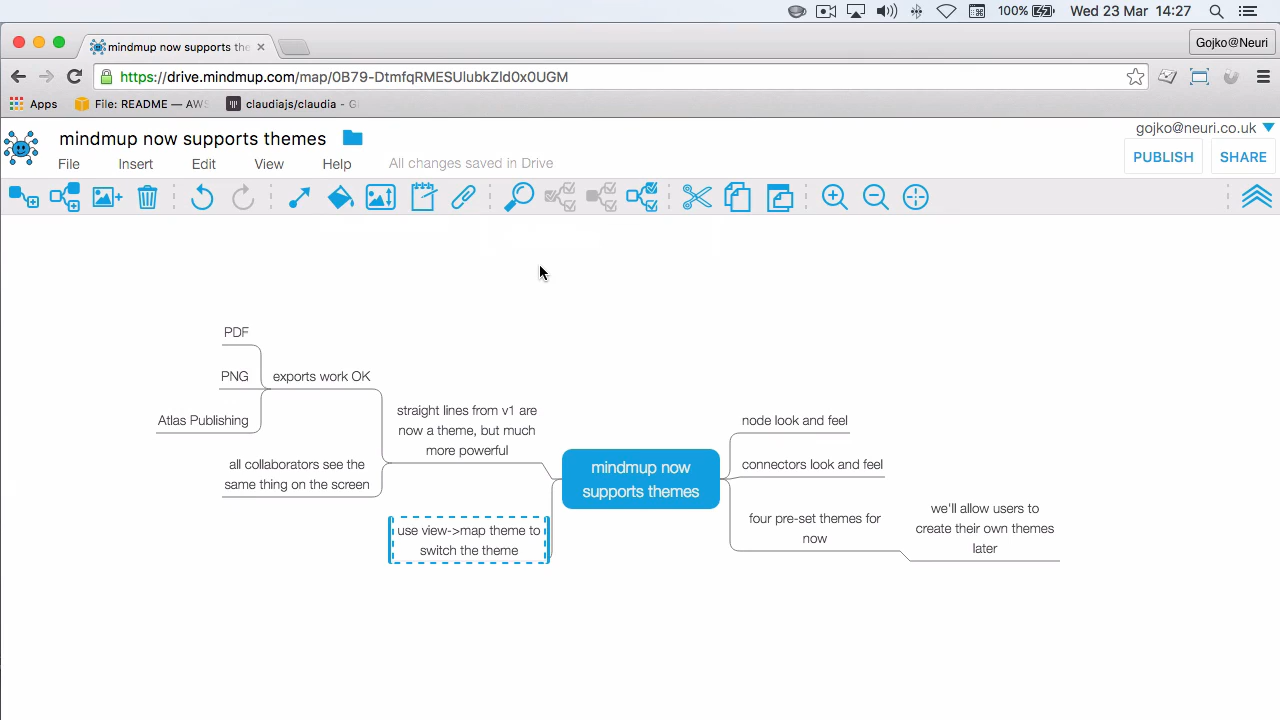 100% Wed 23 Mar 14:27
mindmup now supports the
Gojko@Neuri
https://drive.mindmup.com/map/0B79-DtmfqRMESUlubkZld0x0UGM
Apps File: README — AWS claudiajs/claudia - G
mindmup now supports themes
gojko@neuri.co.uk
File Insert Edit View Help All changes saved in Drive
PUBLISH SHARE
PDF
PNG
Atlas Publishing
exports work OK
all collaborators see the
same thing on the screen
straight lines from v1 are
now a theme, but much
more powerful
use view->map theme to
switch the theme
mindmup now
supports themes
node look and feel
connectors look and feel
four pre-set themes for
now
we'll allow users to
create their own themes
later